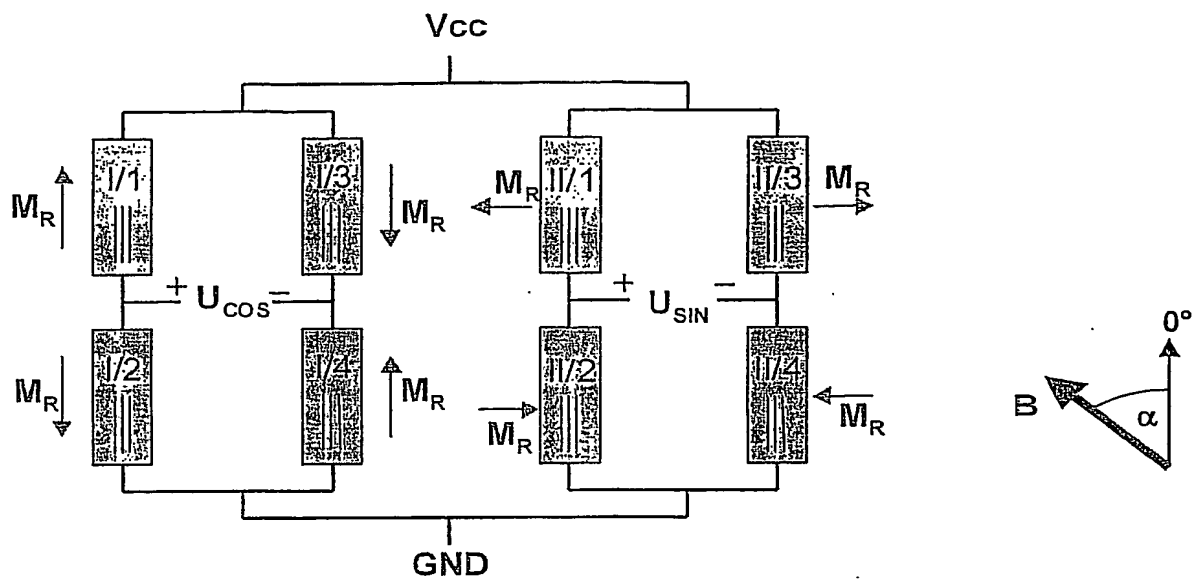 Vcc
I/1
I/3
II/1
II/3
M_R
M_R
M_R
M_R
+ U_COS −
+ U_SIN −
0°
I/2
I/4
II/2
II/4
M_R
M_R
M_R
M_R
B
α
GND